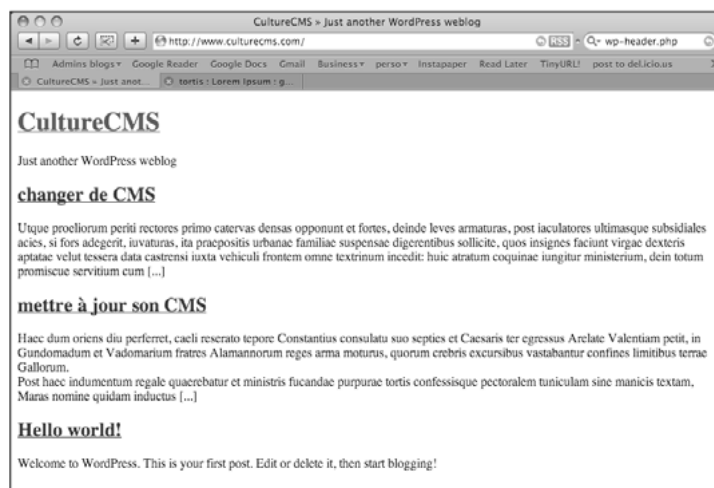 CultureCMS » Just another WordPress weblog
http://www.culturecms.com/ RSS wp-header.php
Admins blogs Google Reader Google Docs Gmail Business perso Instapaper Read Later TinyURL! post to del.icio.us
CultureCMS » Just anot... tortis : Lorem Ipsum : g...
CultureCMS
Just another WordPress weblog
changer de CMS
Utque proeliorum periti rectores primo catervas densas opponunt et fortes, deinde leves armaturas, post iaculatores ultimasque subsidiales
acies, si fors adegerit, iuvaturas, ita praepositis urbanae familiae suspensae digerentibus sollicite, quos insignes faciunt virgae dexteris
aptatae velut tessera data castrensi iuxta vehiculi frontem omne textrinum incedit: huic atratum coquinae iungitur ministerium, dein totum
promiscue servitium cum [...]
mettre à jour son CMS
Haec dum oriens diu perferret, caeli reserato tepore Constantius consulatu suo septies et Caesaris ter egressus Arelate Valentiam petit, in
Gundomadum et Vadomarium fratres Alamannorum reges arma moturus, quorum crebris excursibus vastabantur confines limitibus terrae
Gallorum.
Post haec indumentum regale quaerebatur et ministris fucandae purpurae tortis confessisque pectoralem tuniculam sine manicis textam,
Maras nomine quidam inductus [...]
Hello world!
Welcome to WordPress. This is your first post. Edit or delete it, then start blogging!